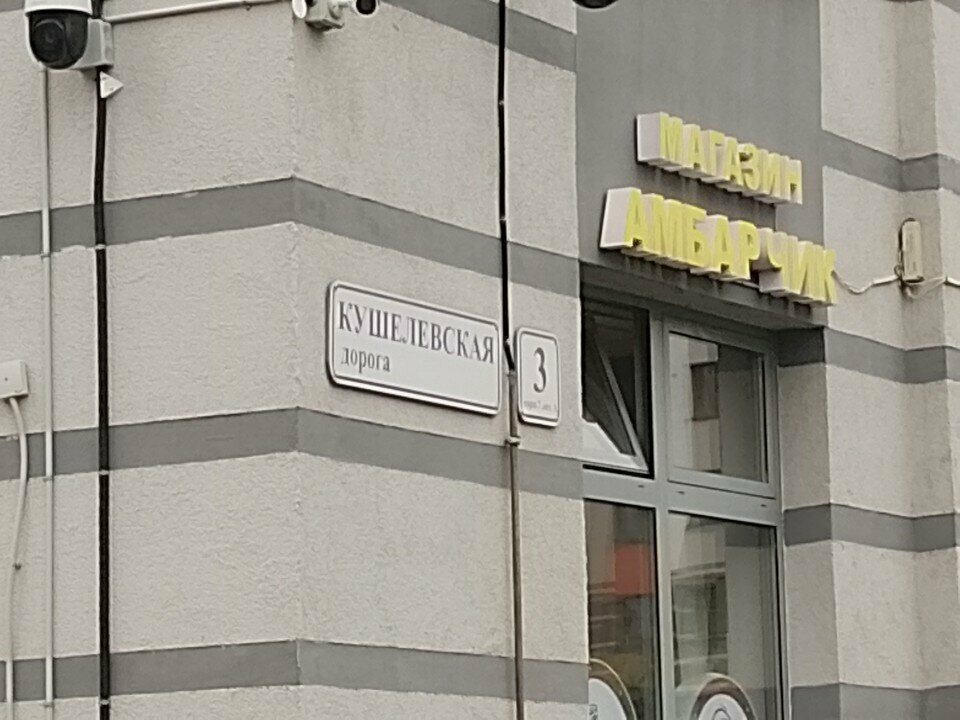 МАГАЗИН
АМБАРЧИК
КУШЕЛЕВСКАЯ
дорога
3